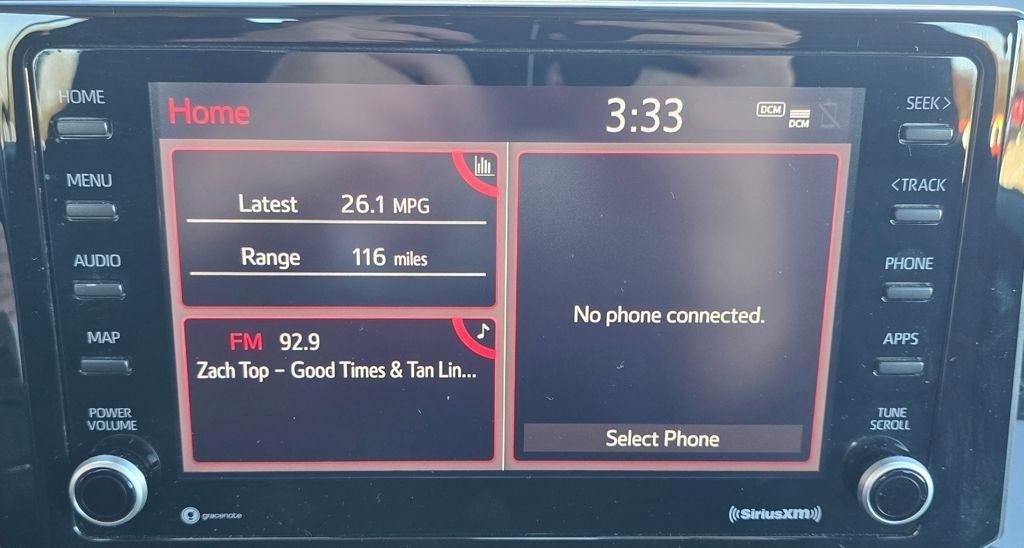 HOME
MENU
AUDIO
MAP
POWER
VOLUME
Home
3:33
DCM
DCM
Latest 26.1 MPG
Range 116 miles
FM 92.9
Zach Top – Good Times & Tan Lin...
No phone connected.
Select Phone
SEEK>
<TRACK
PHONE
APPS
TUNE
SCROLL
gracenote
((SiriusXM))